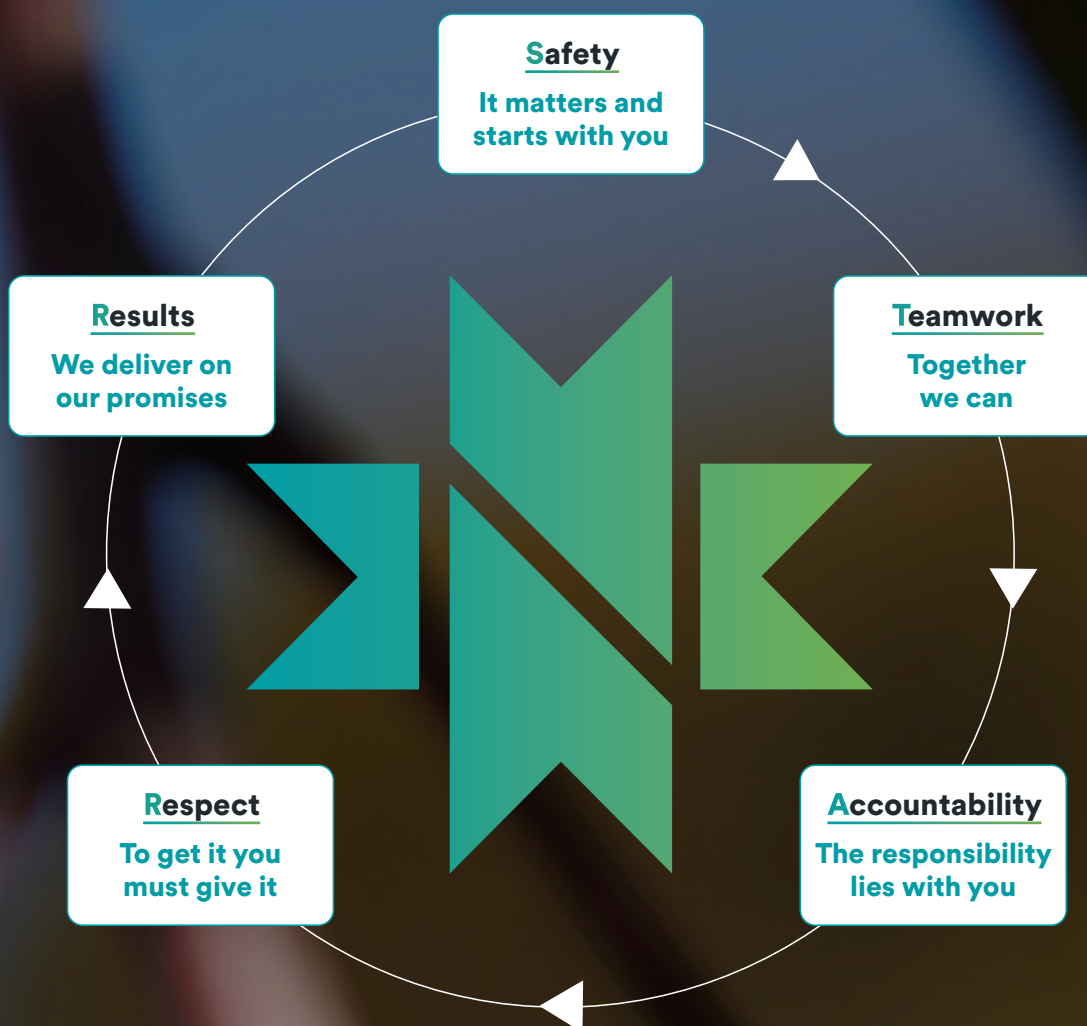 Safety
It matters and
starts with you
Teamwork
Together
we can
Accountability
The responsibility
lies with you
Respect
To get it you
must give it
Results
We deliver on
our promises